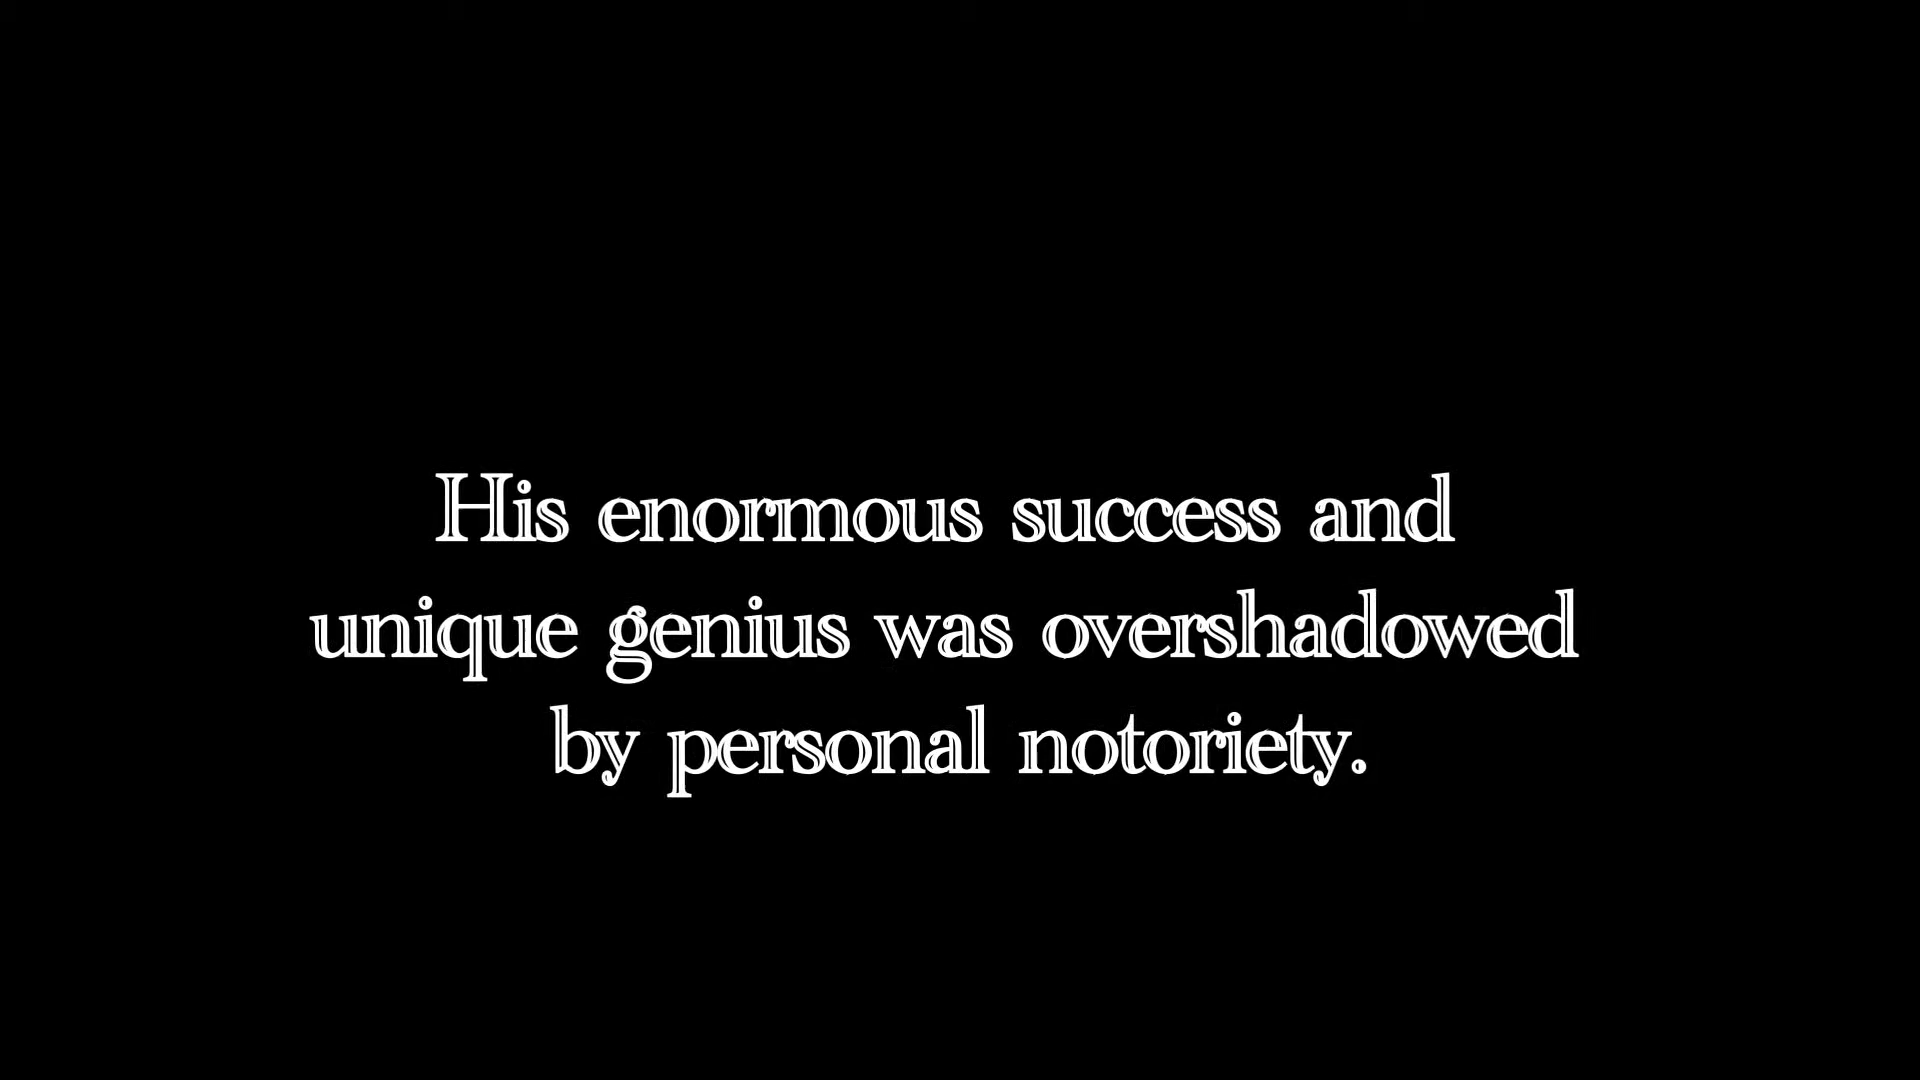 His enormous success and
unique genius was overshadowed
by personal notoriety.